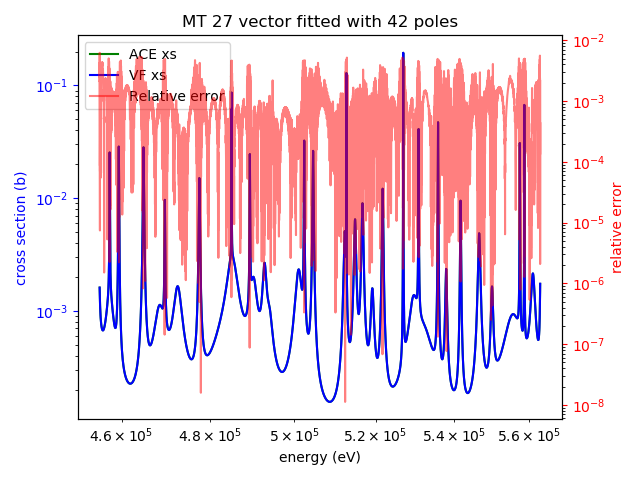 MT 27 vector fitted with 42 poles
ACE xs
VF xs
Relative error
cross section (b)
10⁻¹
10⁻²
10⁻³
relative error
10⁻²
10⁻³
10⁻⁴
10⁻⁵
10⁻⁶
10⁻⁷
10⁻⁸
4.6 × 10⁵ 4.8 × 10⁵ 5 × 10⁵ 5.2 × 10⁵ 5.4 × 10⁵ 5.6 × 10⁵
energy (eV)